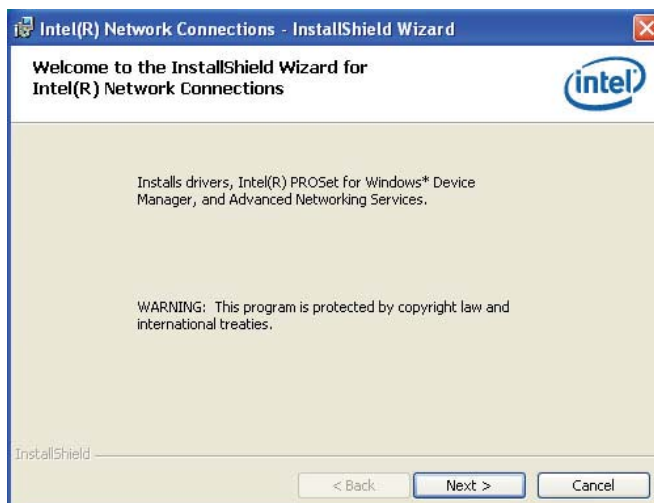 Intel(R) Network Connections - InstallShield Wizard
Welcome to the InstallShield Wizard for
Intel(R) Network Connections
intel
Installs drivers, Intel(R) PROSet for Windows* Device
Manager, and Advanced Networking Services.
WARNING: This program is protected by copyright law and
international treaties.
InstallShield
< Back
Next >
Cancel